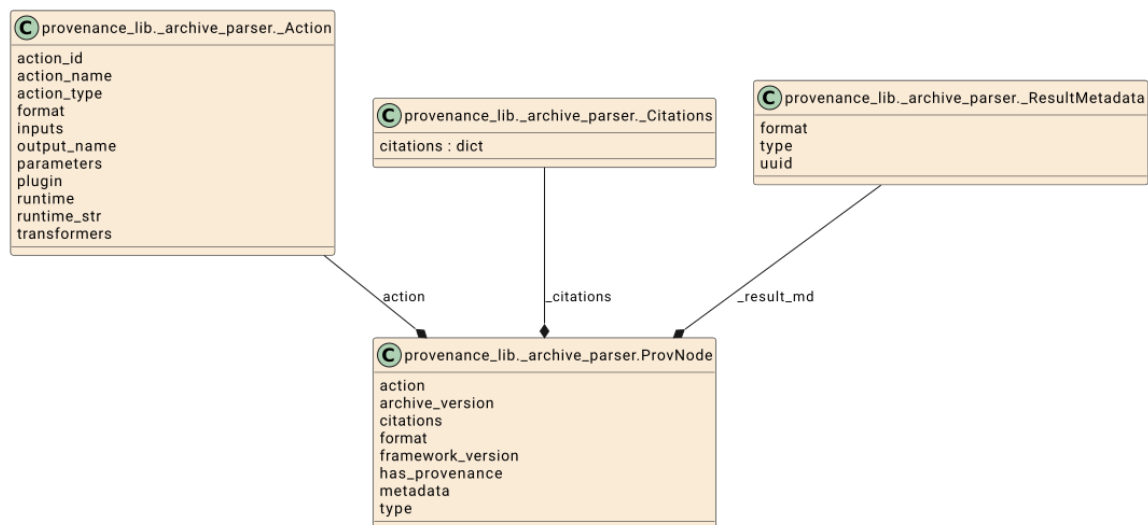 C provenance_lib._archive_parser._Action
action_id
action_name
action_type
format
inputs
output_name
parameters
plugin
runtime
runtime_str
transformers
C provenance_lib._archive_parser._Citations
citations : dict
C provenance_lib._archive_parser._ResultMetadata
format
type
uuid
action
_citations
_result_md
C provenance_lib._archive_parser.ProvNode
action
archive_version
citations
format
framework_version
has_provenance
metadata
type